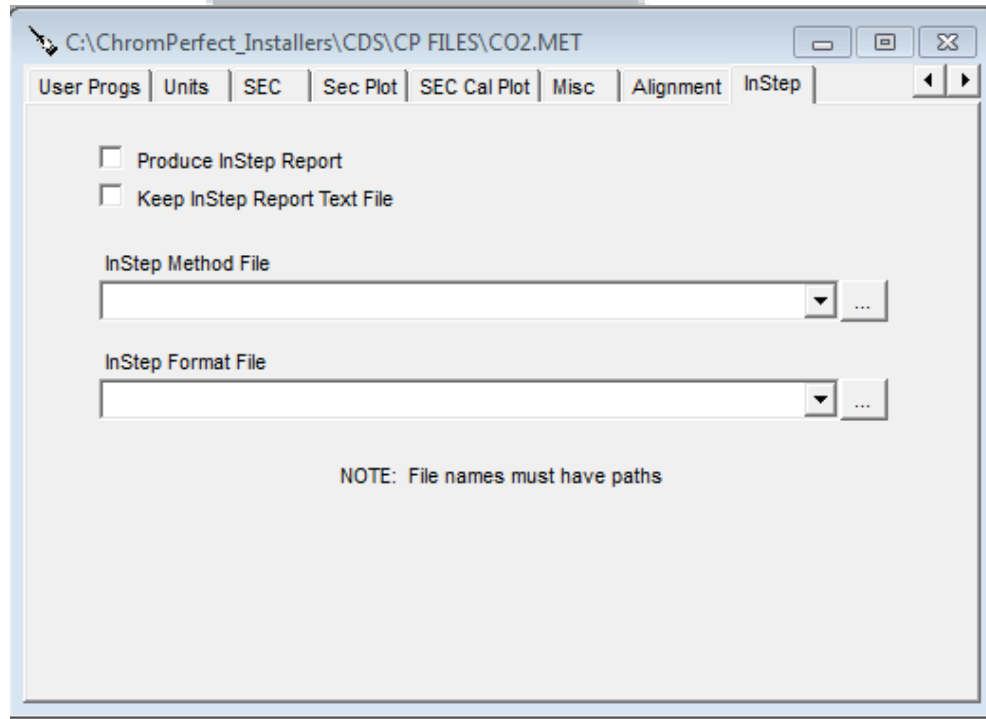 C:\ChromPerfect_Installers\CDS\CP FILES\CO2.MET
User Progs Units SEC Sec Plot SEC Cal Plot Misc Alignment InStep
Produce InStep Report
Keep InStep Report Text File
InStep Method File
...
InStep Format File
...
NOTE: File names must have paths